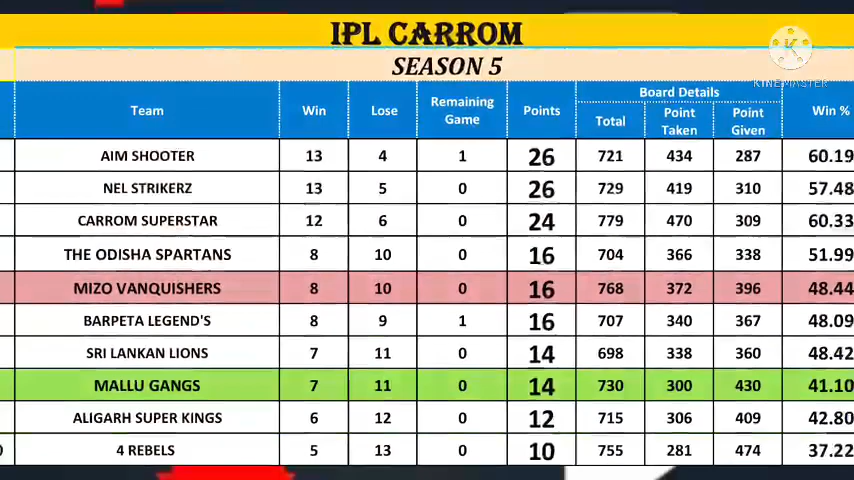 IPL CARROM
SEASON 5
KINEMASTER
Team Win Lose Remaining Game Points Board Details Total Point Taken Point Given Win %
AIM SHOOTER 13 4 1 26 721 434 287 60.19
NEL STRIKERZ 13 5 0 26 729 419 310 57.48
CARROM SUPERSTAR 12 6 0 24 779 470 309 60.33
THE ODISHA SPARTANS 8 10 0 16 704 366 338 51.99
MIZO VANQUISHERS 8 10 0 16 768 372 396 48.44
BARPETA LEGEND'S 8 9 1 16 707 340 367 48.09
SRI LANKAN LIONS 7 11 0 14 698 338 360 48.42
MALLU GANGS 7 11 0 14 730 300 430 41.10
ALIGARH SUPER KINGS 6 12 0 12 715 306 409 42.80
0 4 REBELS 5 13 0 10 755 281 474 37.22